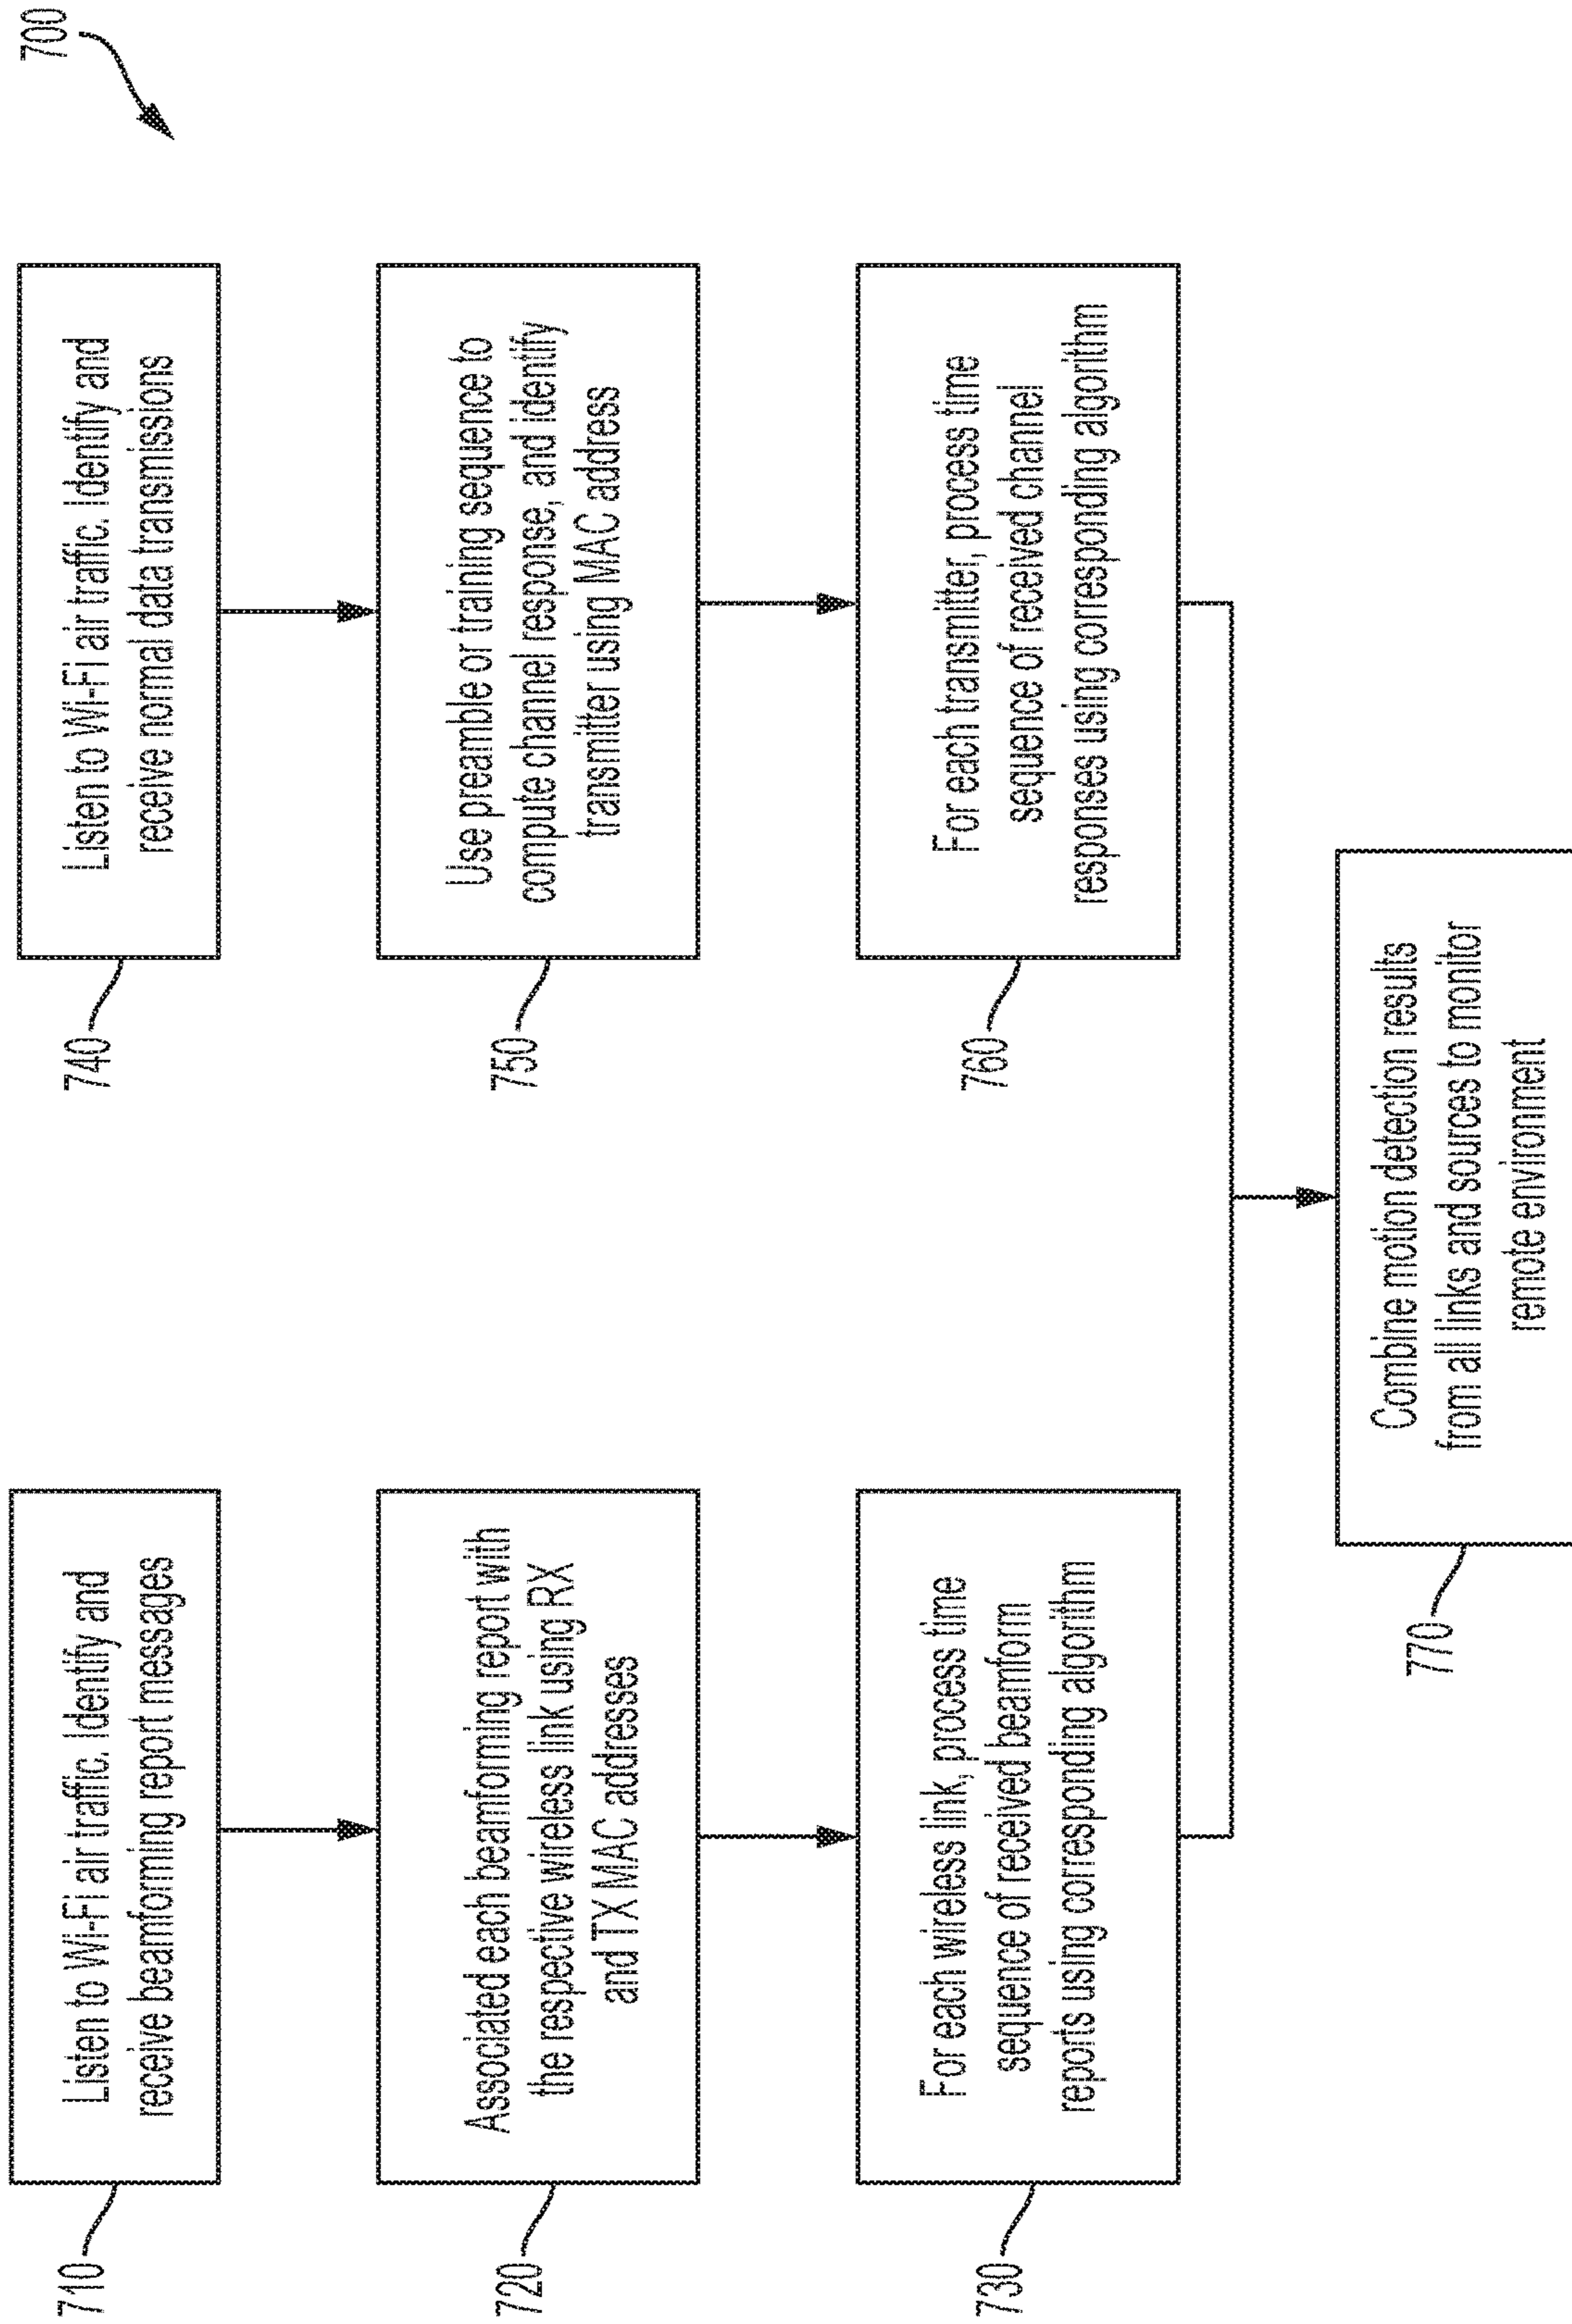 700
710
Listen to Wi-Fi air traffic. Identify and
receive beamforming report messages
720
Associated each beamforming report with
the respective wireless link using RX
and TX MAC addresses
730
For each wireless link, process time
sequence of received beamform
reports using corresponding algorithm
740
Listen to Wi-Fi air traffic. Identify and
receive normal data transmissions
750
Use preamble or training sequence to
compute channel response, and identify
transmitter using MAC address
760
For each transmitter, process time
sequence of received channel
responses using corresponding algorithm
770
Combine motion detection results
from all links and sources to monitor
remote environment